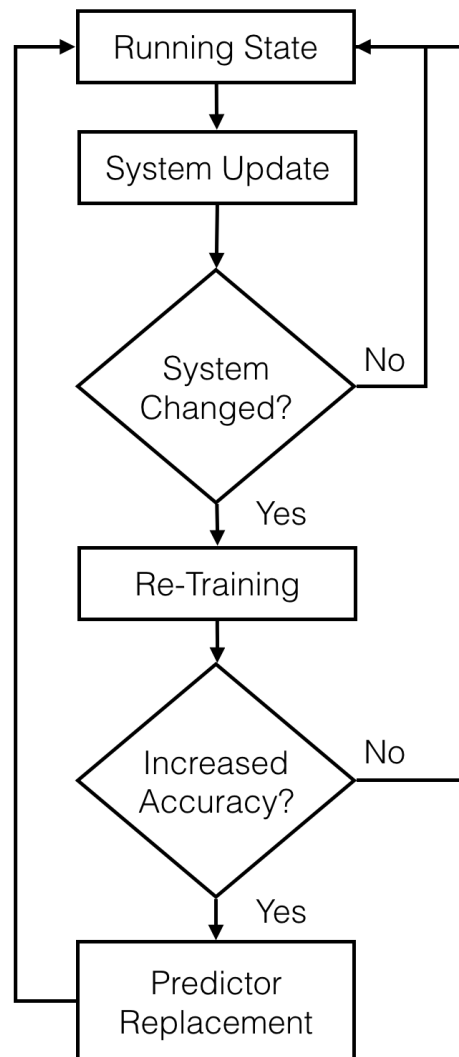 Running State
System Update
System
Changed?
No
Yes
Re-Training
Increased
Accuracy?
No
Yes
Predictor
Replacement